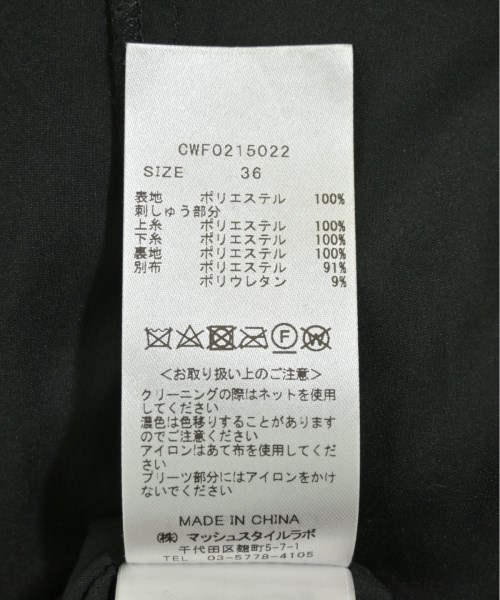 CWF0215022
SIZE 36
表地 ポリエステル 100%
刺しゅう部分
上糸 ポリエステル 100%
下糸 ポリエステル 100%
裏地 ポリエステル 100%
別布 ポリエステル 91%
ポリウレタン 9%
F W
<お取り扱い上のご注意>
クリーニングの際はネットを使用
してください
濃色は色移りすることがあります
のでご注意ください
アイロンはあて布を使用してくだ
さい
プリーツ部分にはアイロンをかけ
ないでください
MADE IN CHINA
(株) マッシュスタイルラボ
千代田区麹町5-7-1
TEL 03-5778-4105